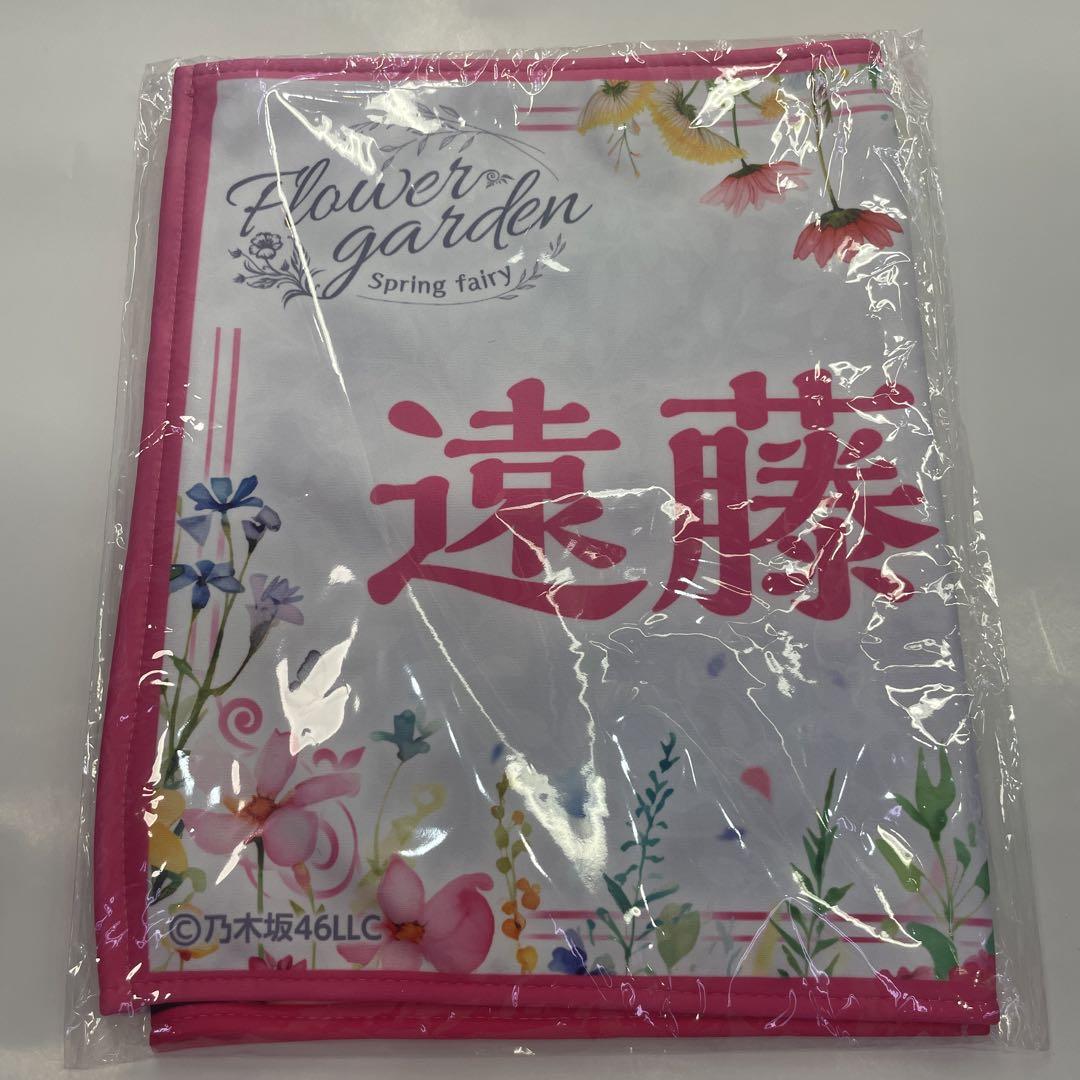 Flower
garden
Spring fairy
遠藤
©乃木坂46LLC